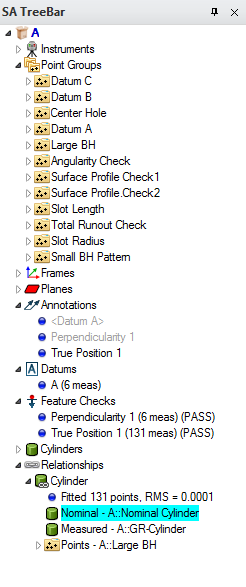 SA TreeBar
A
Instruments
Point Groups
Datum C
Datum B
Center Hole
Datum A
Large BH
Angularity Check
Surface Profile Check1
Surface Profile.Check2
Slot Length
Total Runout Check
Slot Radius
Small BH Pattern
Frames
Planes
Annotations
<Datum A>
Perpendicularity 1
True Position 1
Datums
A (6 meas)
Feature Checks
Perpendicularity 1 (6 meas) (PASS)
True Position 1 (131 meas) (PASS)
Cylinders
Relationships
Cylinder
Fitted 131 points, RMS = 0.0001
Nominal - A::Nominal Cylinder
Measured - A::GR-Cylinder
Points - A::Large BH